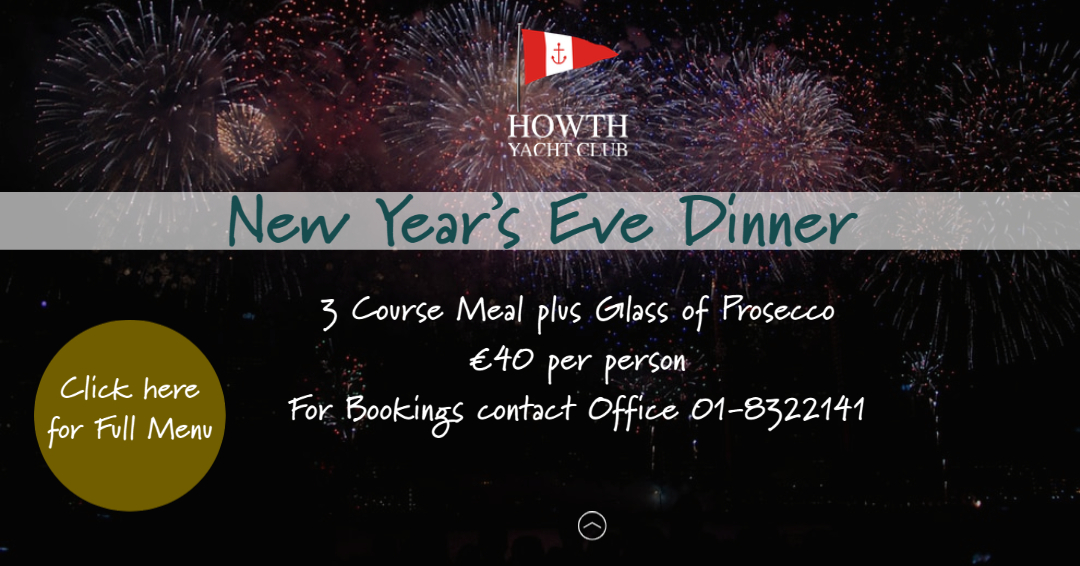 HOWTH
YACHT CLUB
New Year's Eve Dinner
3 Course Meal plus Glass of Prosecco
€40 per person
For Bookings contact Office 01-8322141
Click here
for Full Menu